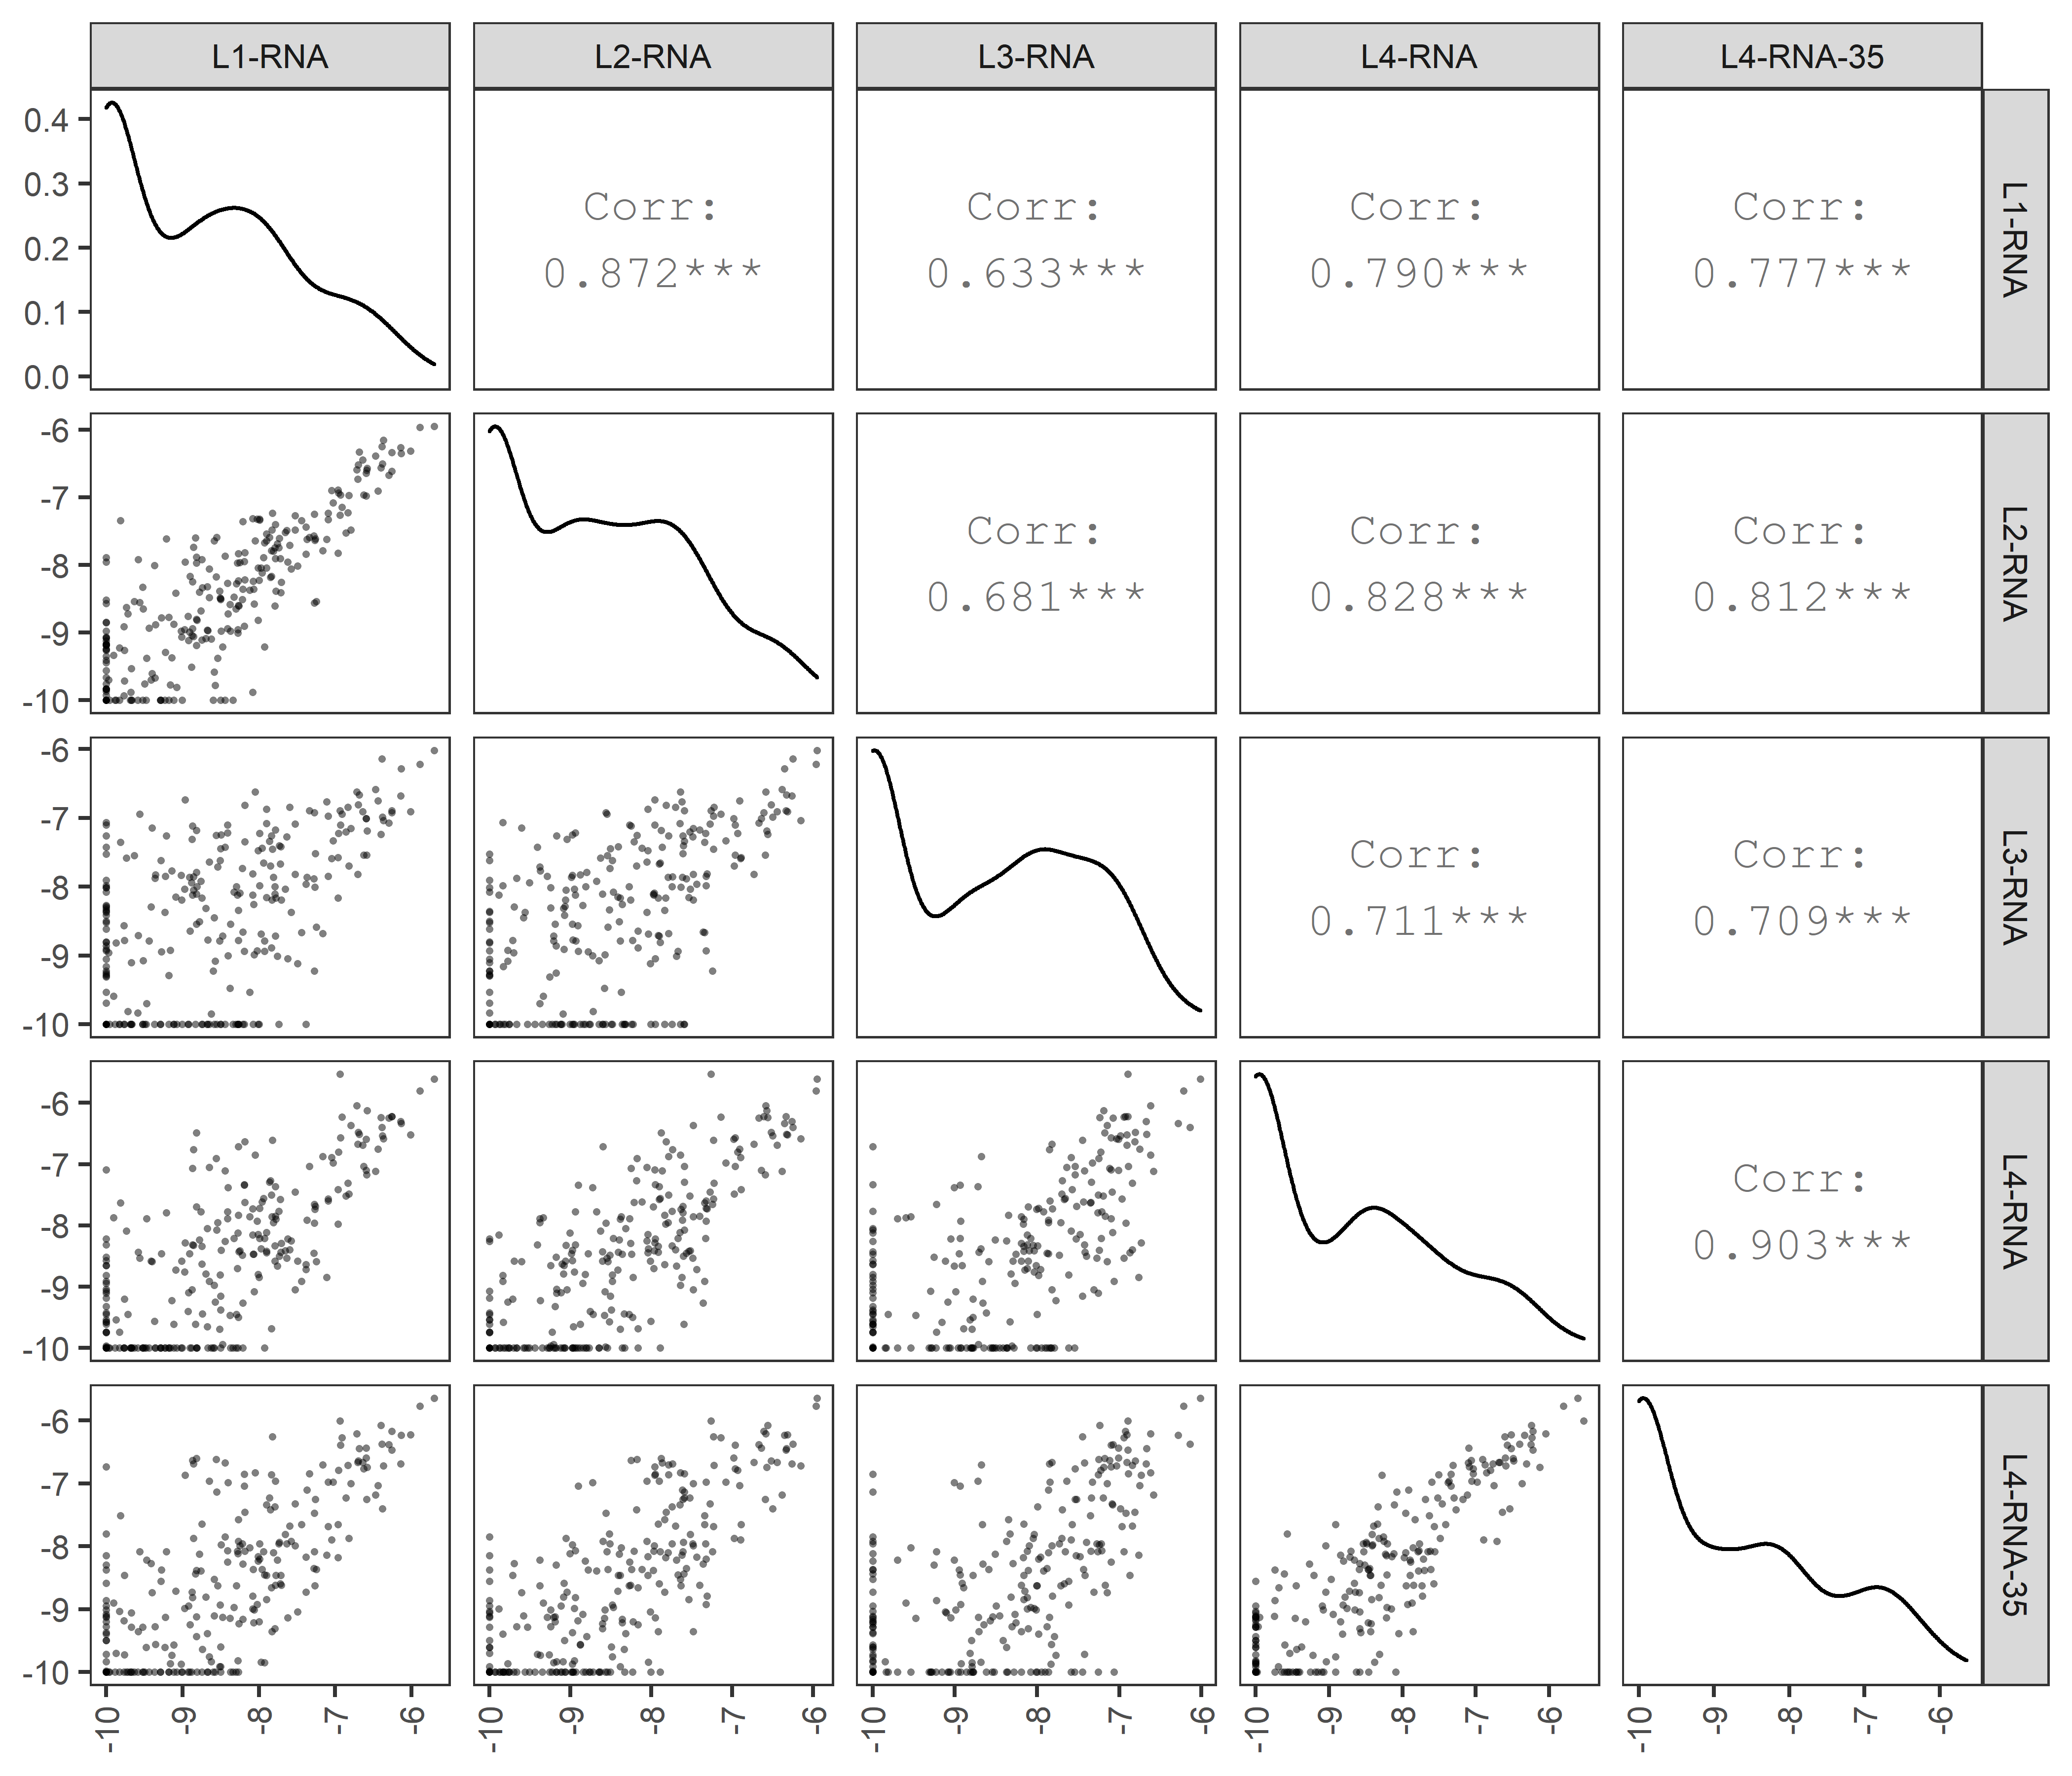 L1-RNA L2-RNA L3-RNA L4-RNA L4-RNA-35
0.4
0.3
0.2
0.1
0.0
Corr:
0.872***
Corr:
0.633***
Corr:
0.790***
Corr:
0.777***
L1-RNA
-6
-7
-8
-9
-10
Corr:
0.681***
Corr:
0.828***
Corr:
0.812***
L2-RNA
-6
-7
-8
-9
-10
Corr:
0.711***
Corr:
0.709***
L3-RNA
-6
-7
-8
-9
-10
Corr:
0.903***
L4-RNA
-6
-7
-8
-9
-10
L4-RNA-35
-10 -9 -8 -7 -6
-10 -9 -8 -7 -6
-10 -9 -8 -7 -6
-10 -9 -8 -7 -6
-10 -9 -8 -7 -6